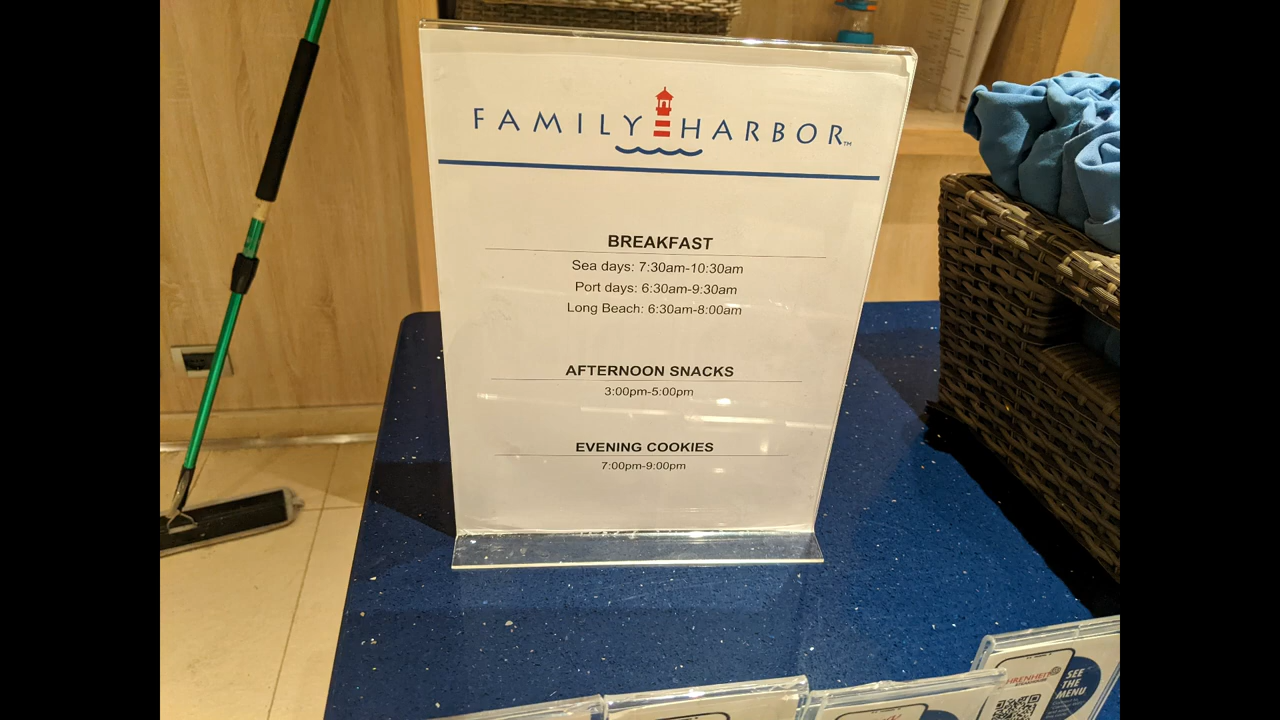 FAMILY HARBOR™
BREAKFAST
Sea days: 7:30am-10:30am
Port days: 6:30am-9:30am
Long Beach: 6:30am-8:00am
AFTERNOON SNACKS
3:00pm-5:00pm
EVENING COOKIES
7:00pm-9:00pm
SEE
THE
MENU